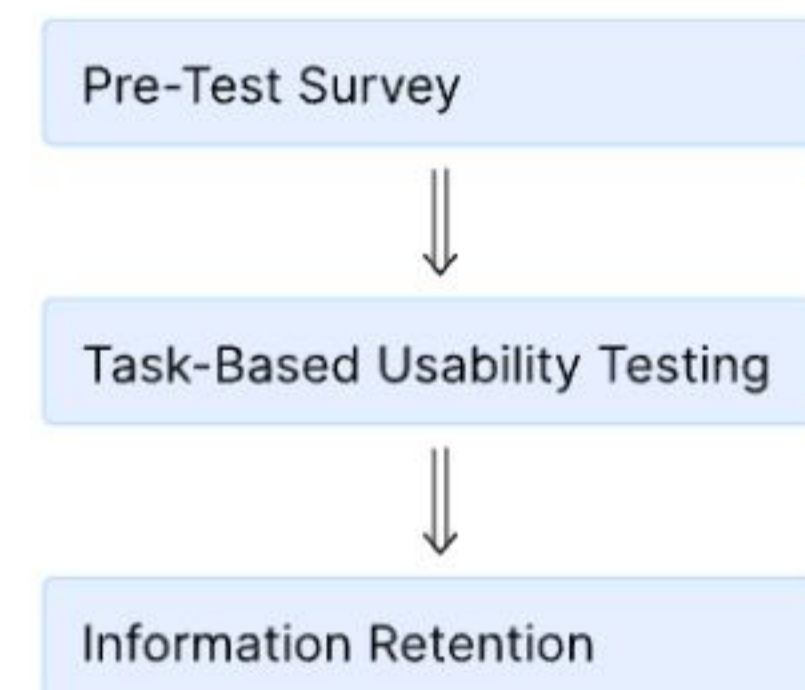 Pre-Test Survey
Task-Based Usability Testing
Information Retention